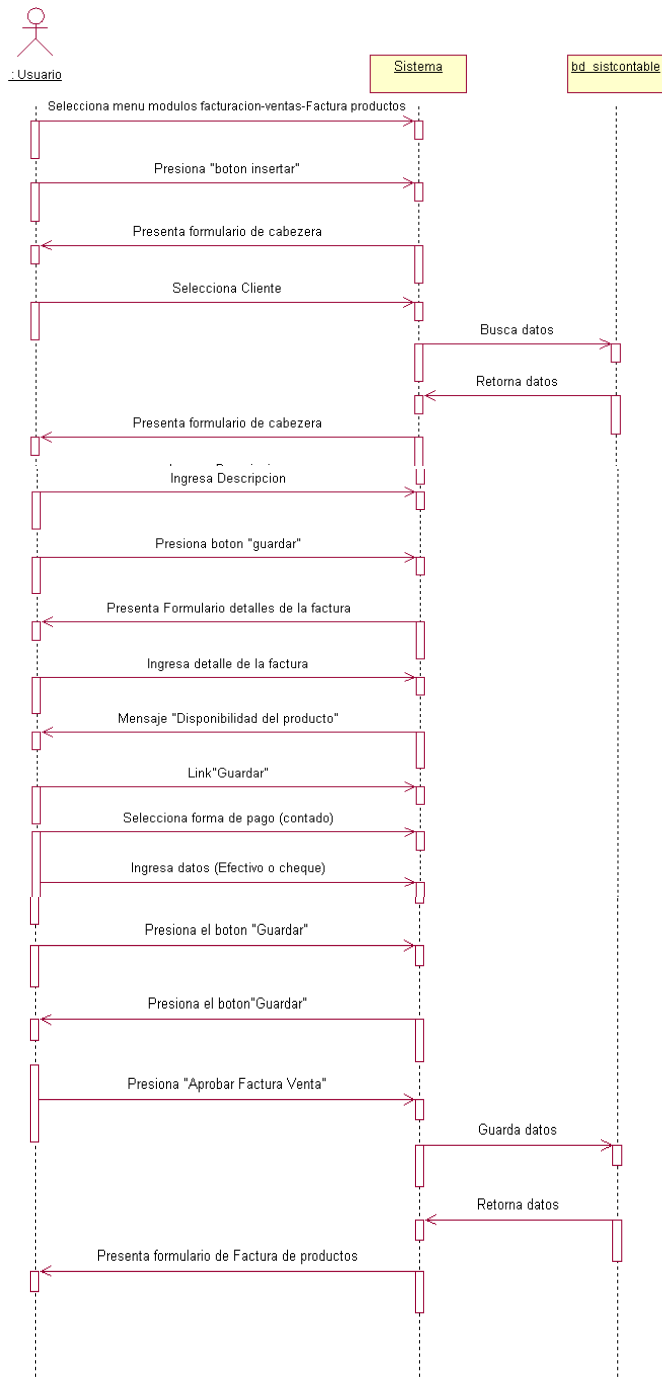 : Usuario
Sistema
bd_sistcontable
Selecciona menu modulos facturacion-ventas-Factura productos
Presiona "boton insertar"
Presenta formulario de cabezera
Selecciona Cliente
Busca datos
Retorna datos
Presenta formulario de cabezera
Ingresa Descripcion
Presiona boton "guardar"
Presenta Formulario detalles de la factura
Ingresa detalle de la factura
Mensaje "Disponibilidad del producto"
Link"Guardar"
Selecciona forma de pago (contado)
Ingresa datos (Efectivo o cheque)
Presiona el boton "Guardar"
Presiona el boton"Guardar"
Presiona "Aprobar Factura Venta"
Guarda datos
Retorna datos
Presenta formulario de Factura de productos